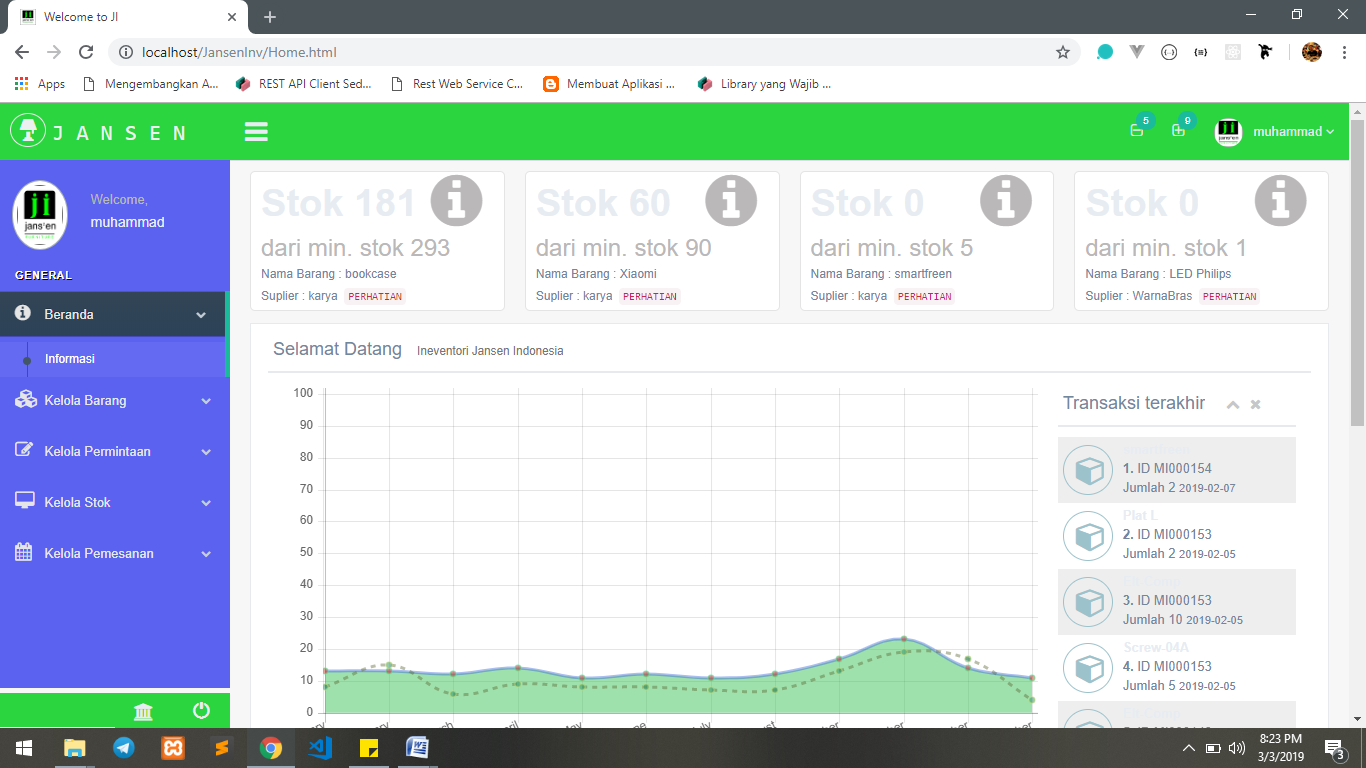 Welcome to JI
localhost/JansenInv/Home.html
Apps
Mengembangkan A...
REST API Client Sed...
Rest Web Service C...
Membuat Aplikasi ...
Library yang Wajib ...
JANSEN
5
9
muhammad
ji
jans'en
Welcome,
muhammad
GENERAL
Beranda
Informasi
Kelola Barang
Kelola Permintaan
Kelola Stok
Kelola Pemesanan
Stok 181
dari min. stok 293
Nama Barang : bookcase
Suplier : karya PERHATIAN
Stok 60
dari min. stok 90
Nama Barang : Xiaomi
Suplier : karya PERHATIAN
Stok 0
dari min. stok 5
Nama Barang : smartfreen
Suplier : karya PERHATIAN
Stok 0
dari min. stok 1
Nama Barang : LED Philips
Suplier : WarnaBras PERHATIAN
Selamat Datang Ineventori Jansen Indonesia
100
90
80
70
60
50
40
30
20
10
0
Transaksi terakhir
1. ID MI000154
Jumlah 2 2019-02-07
Plat L
2. ID MI000153
Jumlah 2 2019-02-05
3. ID MI000153
Jumlah 10 2019-02-05
Screw-04A
4. ID MI000153
Jumlah 5 2019-02-05
8:23 PM
3/3/2019
3